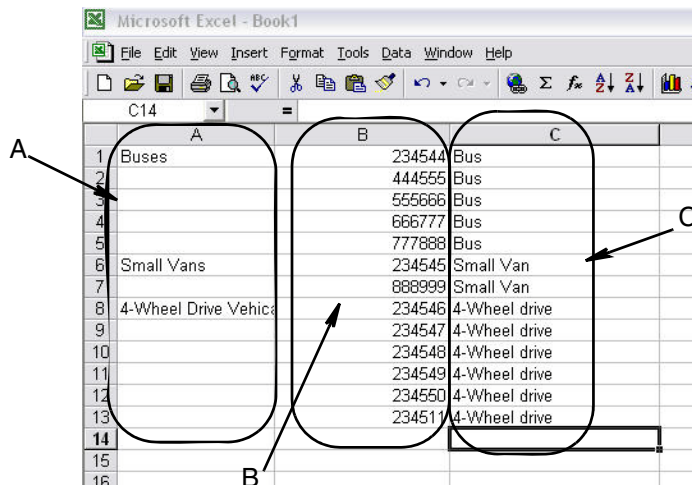 Microsoft Excel - Book1
File Edit View Insert Format Tools Data Window Help
C14 =
A B C
1 Buses 234544 Bus
2 444555 Bus
3 555666 Bus
4 666777 Bus
5 777888 Bus
6 Small Vans 234545 Small Van
7 888999 Small Van
8 4-Wheel Drive Vehica 234546 4-Wheel drive
9 234547 4-Wheel drive
10 234548 4-Wheel drive
11 234549 4-Wheel drive
12 234550 4-Wheel drive
13 234511 4-Wheel drive
14
15
16
A
B
C